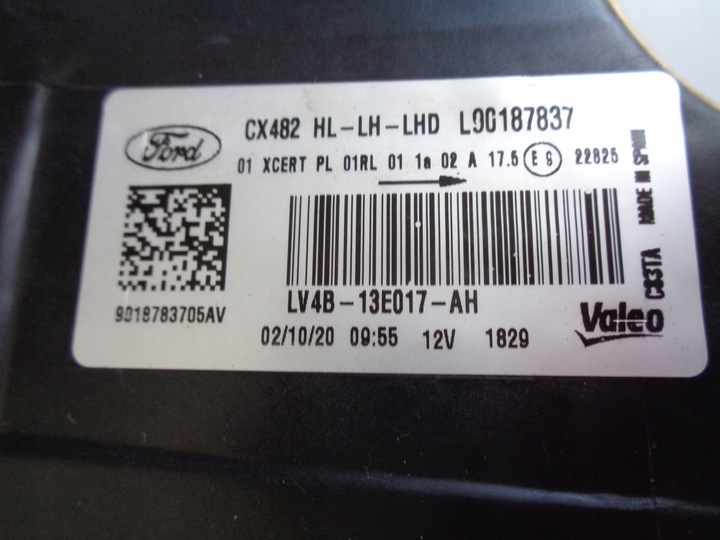 Ford
CX482 HL-LH-LHD L90187837
01 XCERT PL 01RL 01 1a 02 A 17.5 E9 22825
9018783705AV
LV4B-13E017-AH
02/10/20 09:55 12V 1829
Valeo
C83TA MADE IN SPAIN